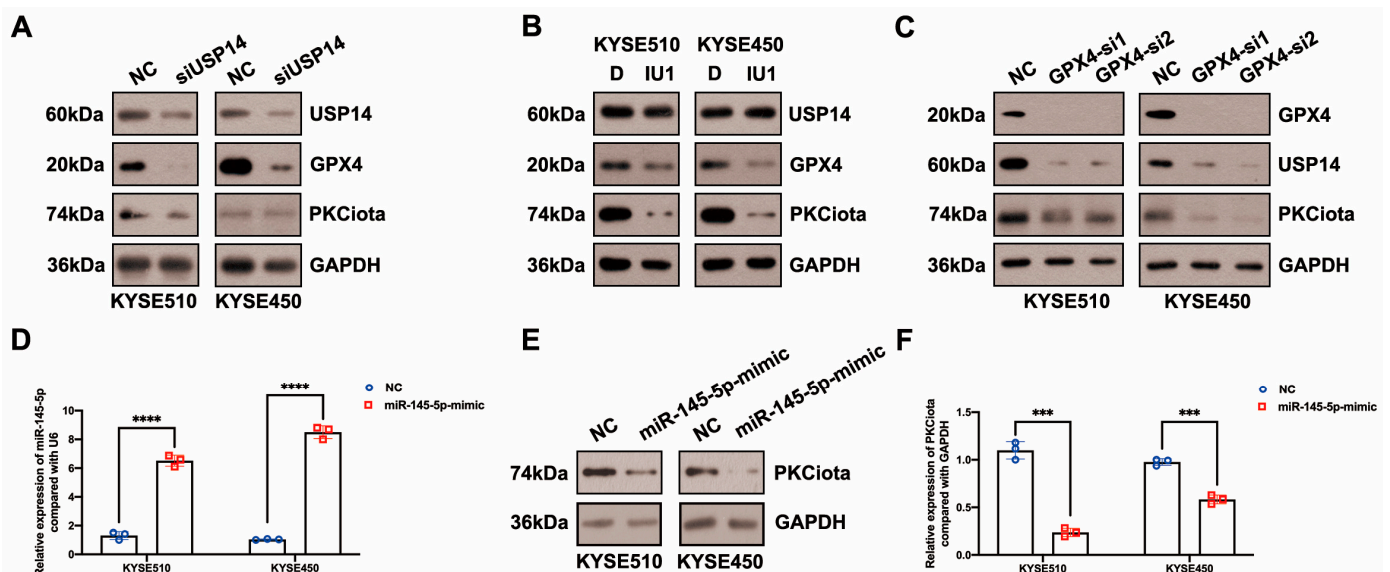 A
NC siUSP14 NC siUSP14
60kDa USP14
20kDa GPX4
74kDa PKCiota
36kDa GAPDH
KYSE510 KYSE450
B
KYSE510 KYSE450
D IU1 D IU1
60kDa USP14
20kDa GPX4
74kDa PKCiota
36kDa GAPDH
C
NC GPX4-si1 GPX4-si2 NC GPX4-si1 GPX4-si2
20kDa GPX4
60kDa USP14
74kDa PKCiota
36kDa GAPDH
KYSE510 KYSE450
D
NC
miR-145-5p-mimic
Relative expression of miR-145-5p
compared with U6
10
8
6
4
2
0
**** ****
KYSE510 KYSE450
E
NC miR-145-5p-mimic NC miR-145-5p-mimic
74kDa PKCiota
36kDa GAPDH
KYSE510 KYSE450
F
NC
miR-145-5p-mimic
Relative expression of PKCiota
compared with GAPDH
1.5
1.0
0.5
0.0
*** ***
KYSE510 KYSE450